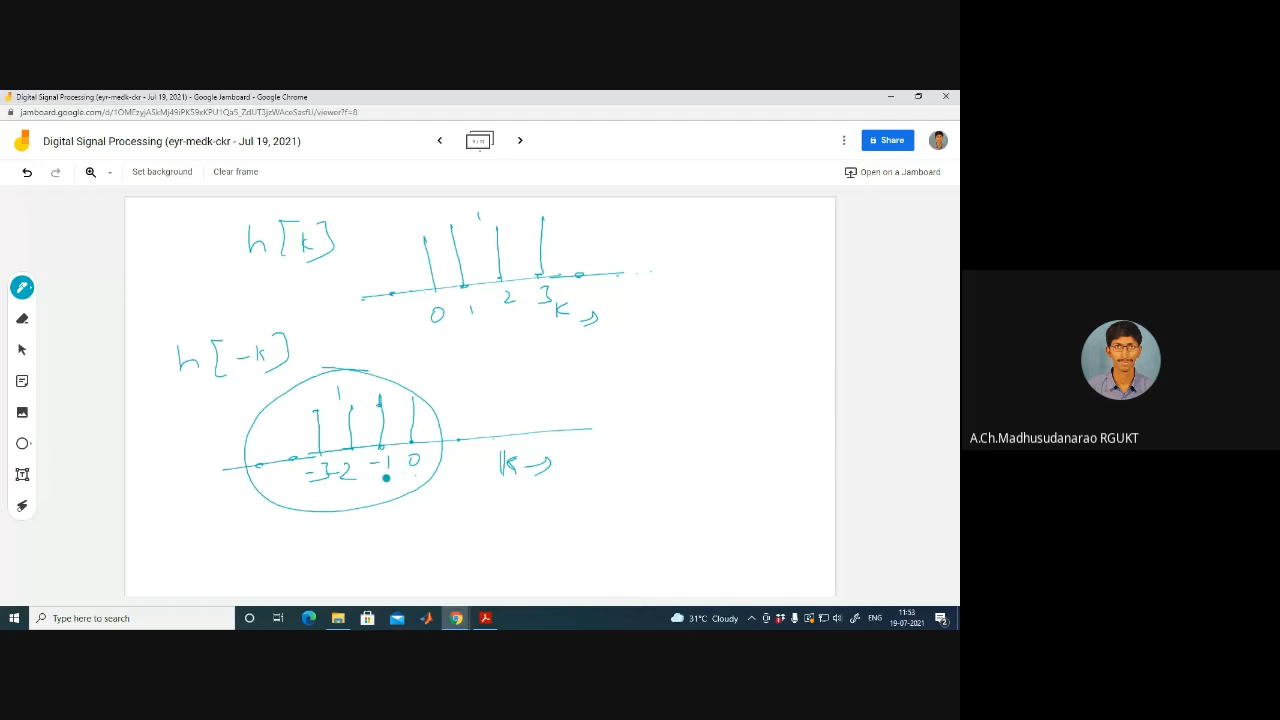 Digital Signal Processing (eyr-medk-ckr - Jul 19, 2021) - Google Jamboard - Google Chrome
Digital Signal Processing (eyr-medk-ckr - Jul 19, 2021)
Share
Set background
Clear frame
Open on a Jamboard
h[k]
1
0 1 2 3
K →
h[-k]
1
-3 -2 -1 0
K →
A.Ch.Madhusudanarao RGUKT
Type here to search
31°C Cloudy
ENG
11:53
19-07-2021